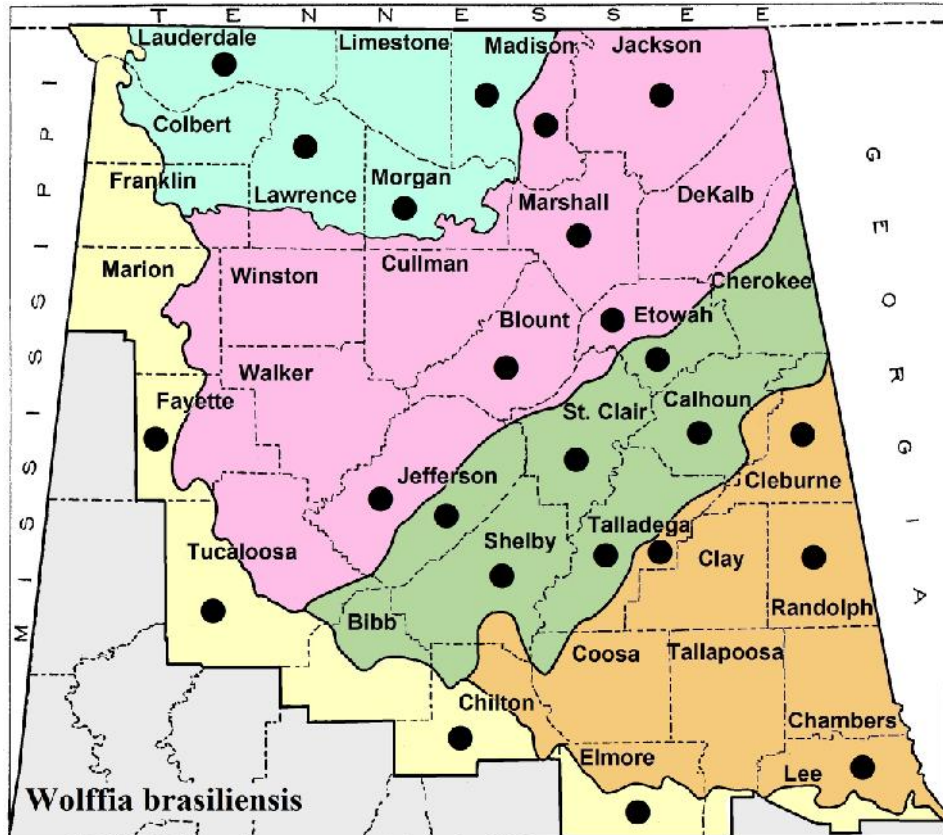 TENNESSEE
Lauderdale
Limestone
Madison
Jackson
Colbert
Franklin
Lawrence
Morgan
Marshall
DeKalb
Marion
Winston
Cullman
Cherokee
Blount
Etowah
Walker
Fayette
St. Clair
Calhoun
Jefferson
Cleburne
Tucaloosa
Shelby
Talladega
Clay
Bibb
Randolph
Coosa
Tallapoosa
Chilton
Chambers
Elmore
Lee
MISSISSIPPI
GEORGIA
Wolffia brasiliensis